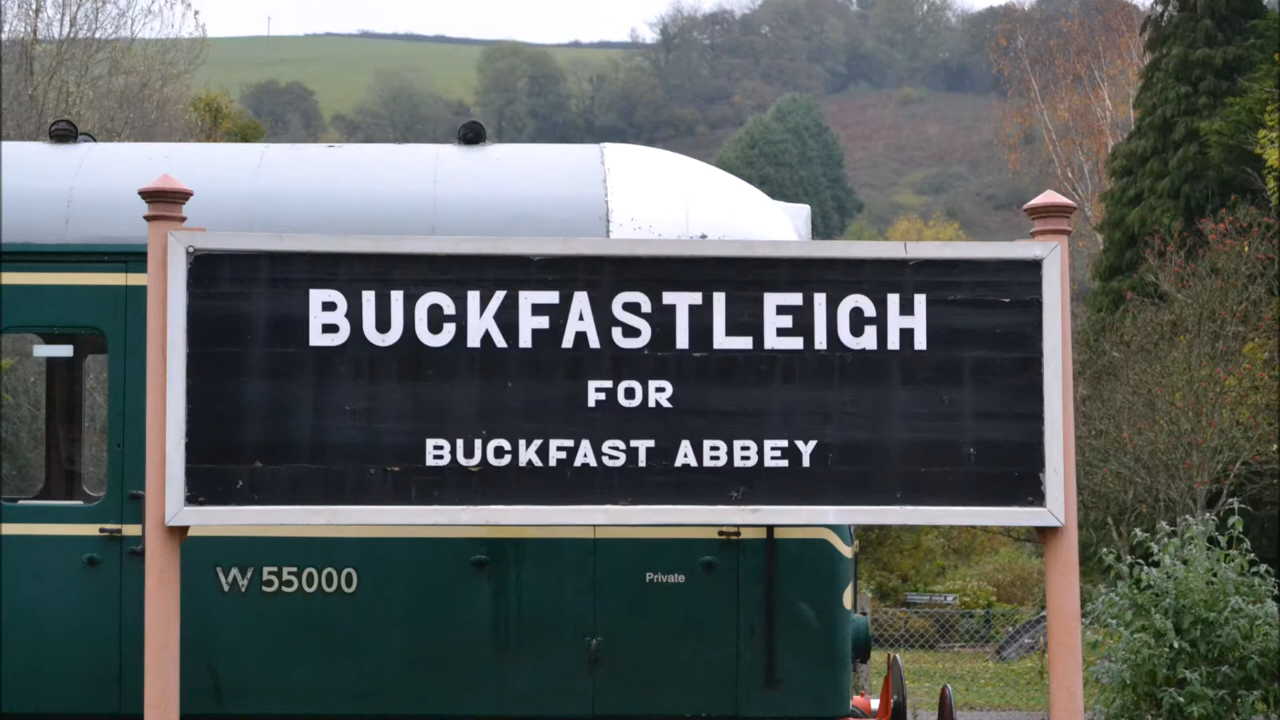 BUCKFASTLEIGH
FOR
BUCKFAST ABBEY
W 55000
Private